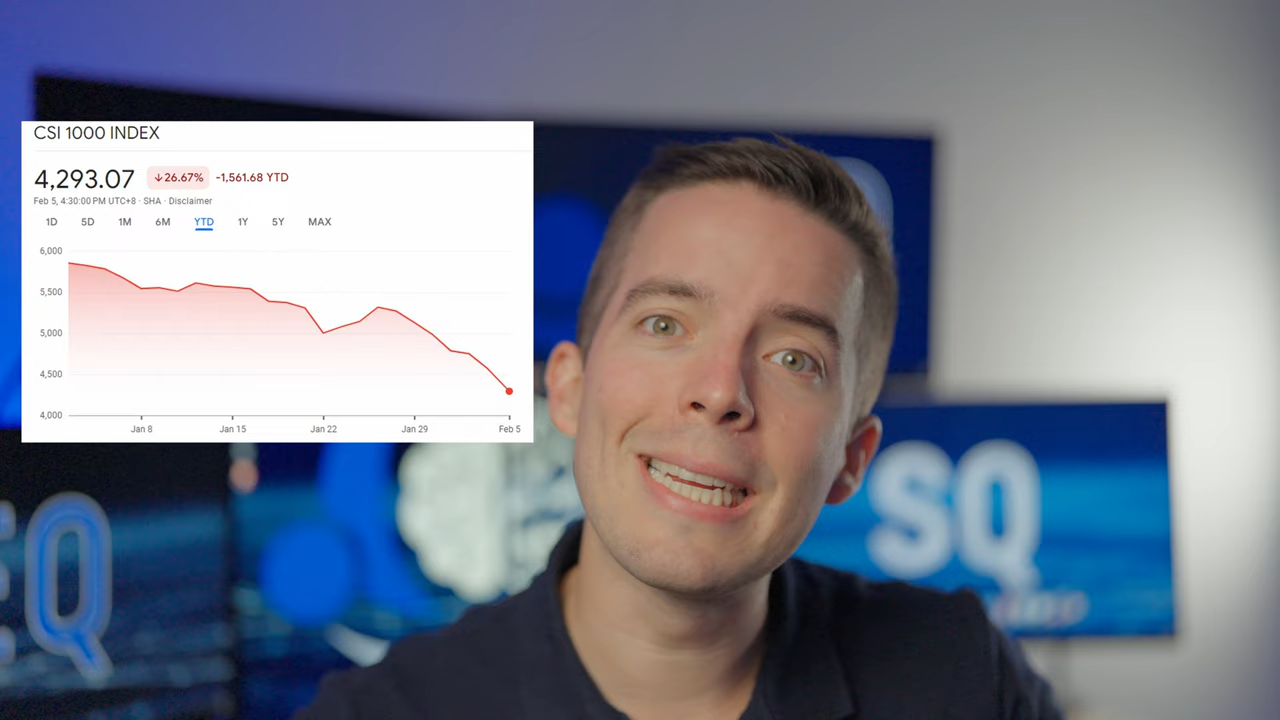 CSI 1000 INDEX
4,293.07 ↓26.67% -1,561.68 YTD
Feb 5, 4:30:00 PM UTC+8 · SHA · Disclaimer
1D 5D 1M 6M YTD 1Y 5Y MAX
6,000
5,500
5,000
4,500
4,000
Jan 8 Jan 15 Jan 22 Jan 29 Feb 5
SQ
Q